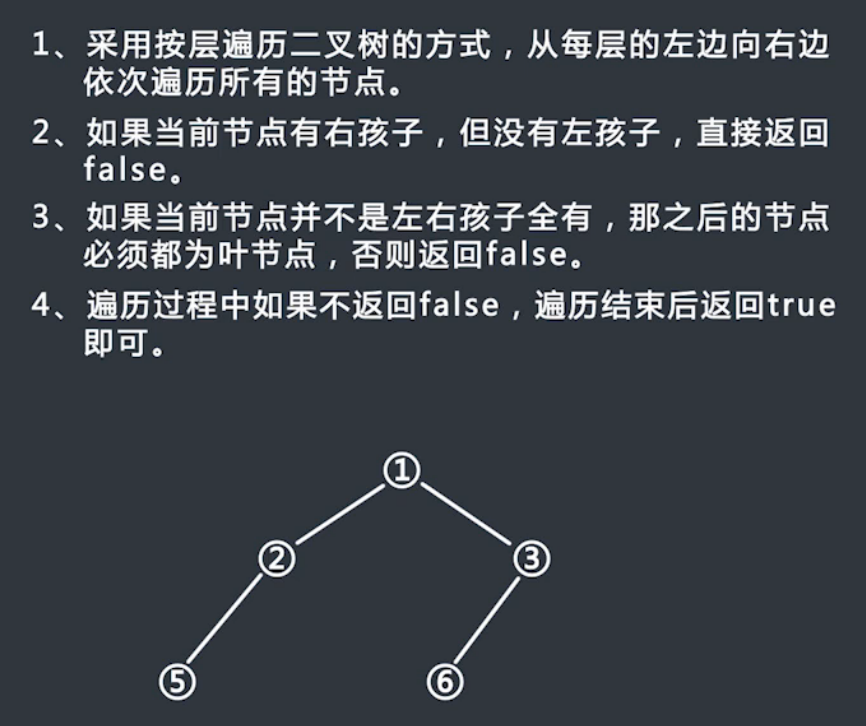 1、采用按层遍历二叉树的方式，从每层的左边向右边
依次遍历所有的节点。
2、如果当前节点有右孩子，但没有左孩子，直接返回
false。
3、如果当前节点并不是左右孩子全有，那之后的节点
必须都为叶节点，否则返回false。
4、遍历过程中如果不返回false，遍历结束后返回true
即可。
①
② ③
⑤ ⑥